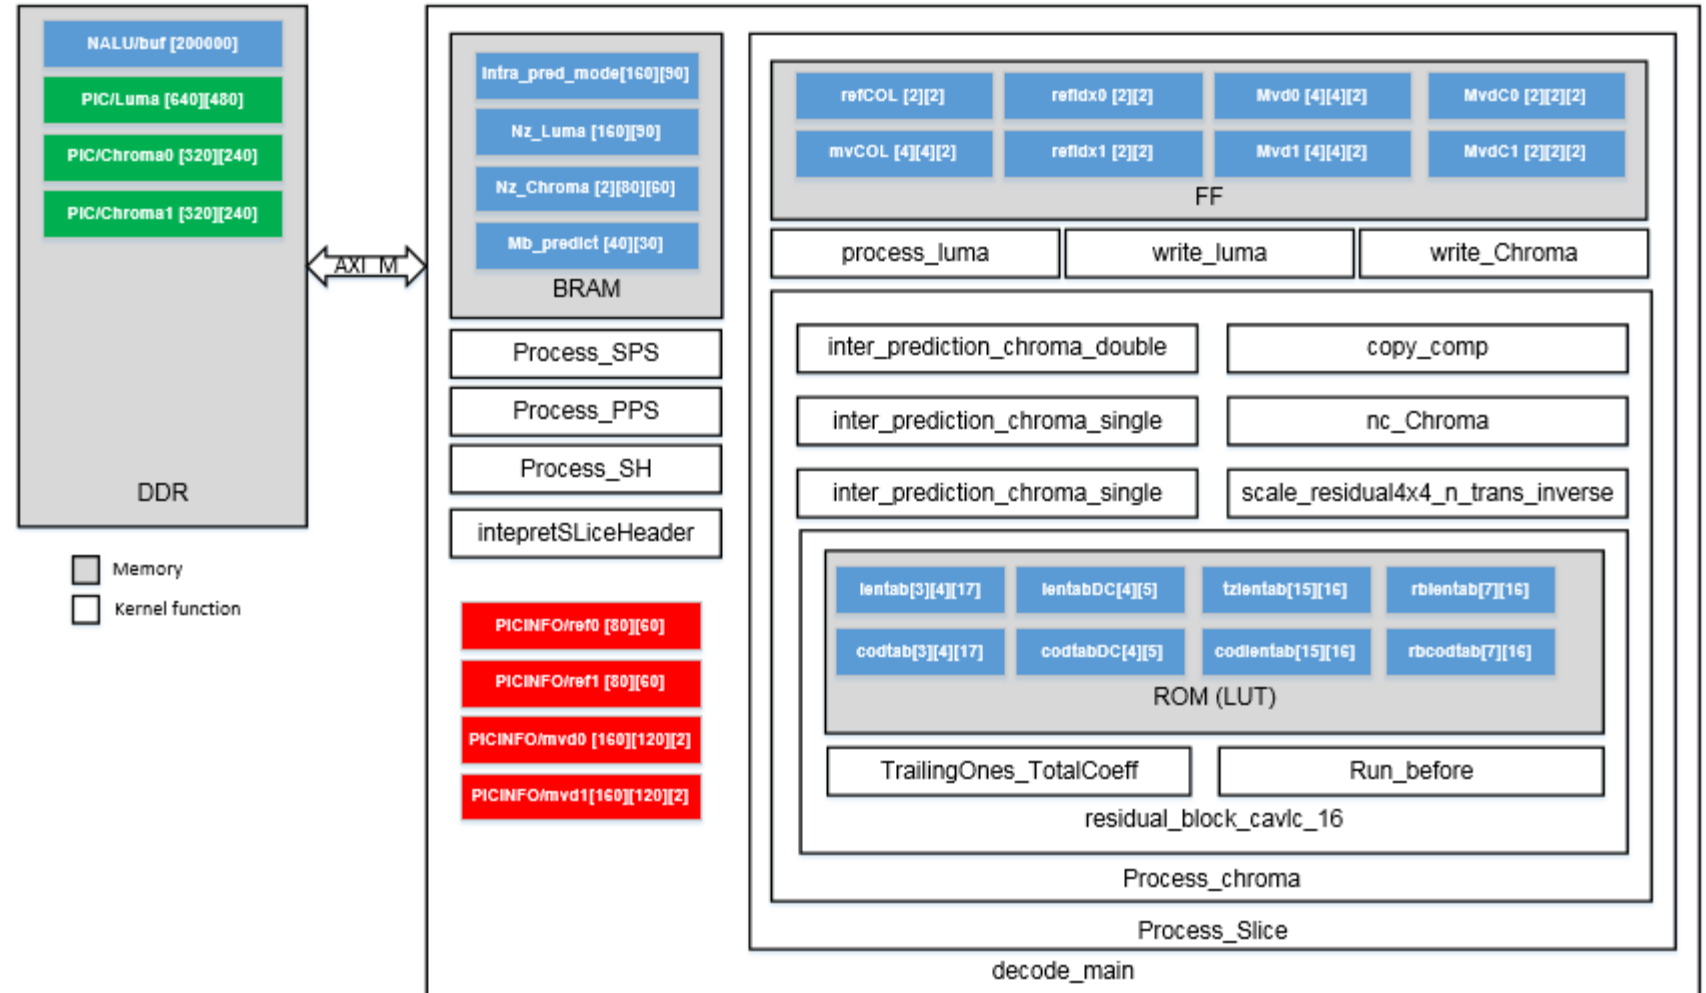 NALU/buf [200000]
PIC/Luma [640][480]
PIC/Chroma0 [320][240]
PIC/Chroma1 [320][240]
DDR
Memory
Kernel function
AXI_M
Intra_pred_mode[160][90]
Nz_Luma [160][90]
Nz_Chroma [2][80][60]
Mb_predict [40][30]
BRAM
Process_SPS
Process_PPS
Process_SH
intepretSLiceHeader
PICINFO/ref0 [80][60]
PICINFO/ref1 [80][60]
PICINFO/mvd0 [160][120][2]
PICINFO/mvd1[160][120][2]
refCOL [2][2]
refIdx0 [2][2]
Mvd0 [4][4][2]
MvdC0 [2][2][2]
mvCOL [4][4][2]
refIdx1 [2][2]
Mvd1 [4][4][2]
MvdC1 [2][2][2]
FF
process_luma
write_luma
write_Chroma
inter_prediction_chroma_double
copy_comp
inter_prediction_chroma_single
nc_Chroma
inter_prediction_chroma_single
scale_residual4x4_n_trans_inverse
lentab[3][4][17]
lentabDC[4][5]
tzlentab[15][16]
rblentab[7][16]
codtab[3][4][17]
codtabDC[4][5]
codlentab[15][16]
rbcodtab[7][16]
ROM (LUT)
TrailingOnes_TotalCoeff
Run_before
residual_block_cavlc_16
Process_chroma
Process_Slice
decode_main